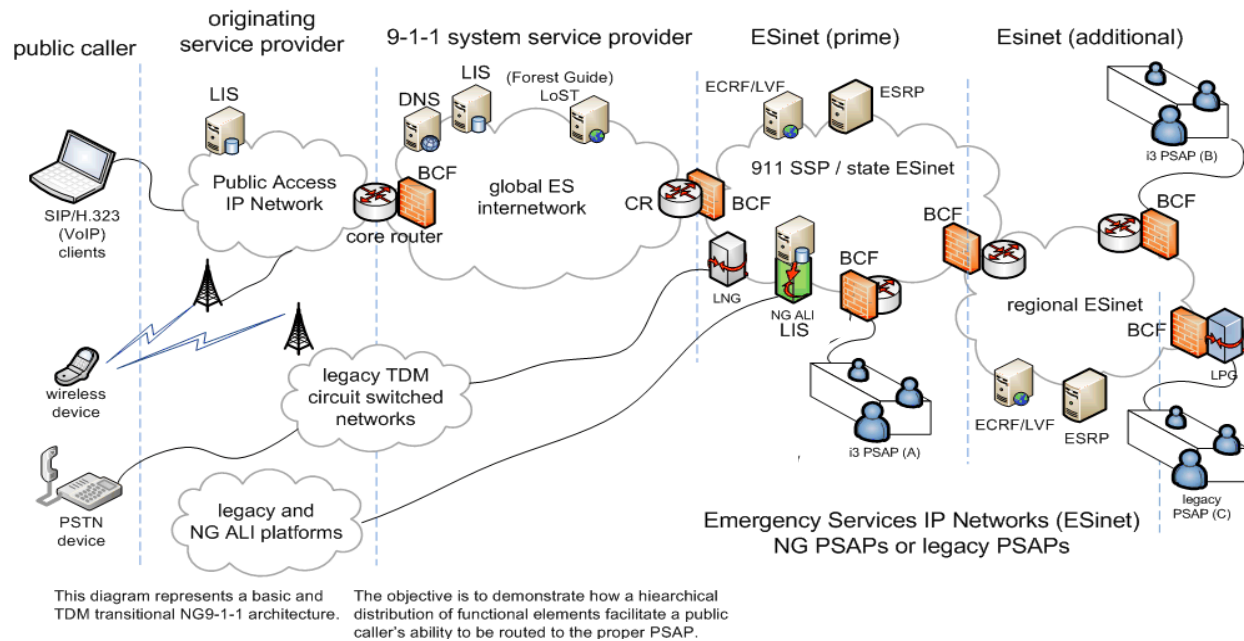 public caller
originating
service provider
9-1-1 system service provider
ESinet (prime)
Esinet (additional)
LIS
DNS
LIS
(Forest Guide)
LoST
ECRF/LVF
ESRP
i3 PSAP (B)
SIP/H.323
(VoIP)
clients
Public Access
IP Network
core router
BCF
global ES
internetwork
CR
BCF
911 SSP / state ESinet
BCF
BCF
LNG
NG ALI
LIS
BCF
regional ESinet
BCF
LPG
wireless
device
legacy TDM
circuit switched
networks
i3 PSAP (A)
ECRF/LVF
ESRP
legacy
PSAP (C)
PSTN
device
legacy and
NG ALI platforms
Emergency Services IP Networks (ESinet)
NG PSAPs or legacy PSAPs
This diagram represents a basic and
TDM transitional NG9-1-1 architecture.
The objective is to demonstrate how a hierarchical
distribution of functional elements facilitate a public
caller's ability to be routed to the proper PSAP.